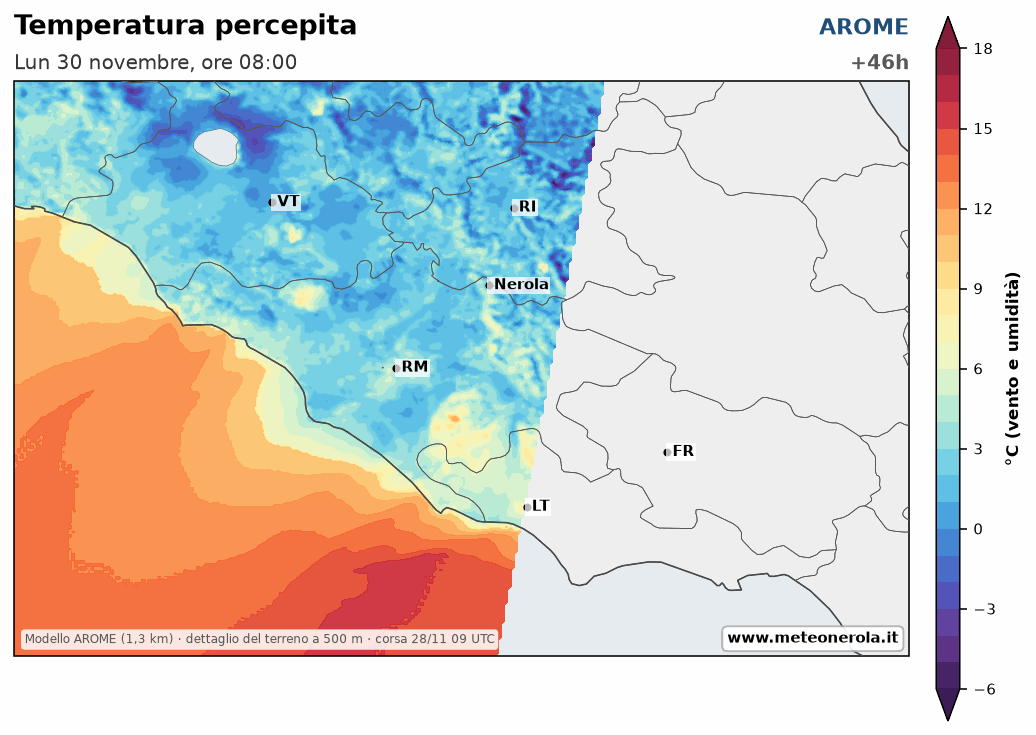 Temperatura percepita
AROME
Lun 30 novembre, ore 08:00
+46h
18
15
12
9
6
3
0
−3
−6
°C (vento e umidità)
VT
RI
Nerola
RM
FR
LT
Modello AROME (1,3 km) · dettaglio del terreno a 500 m · corsa 28/11 09 UTC
www.meteonerola.it